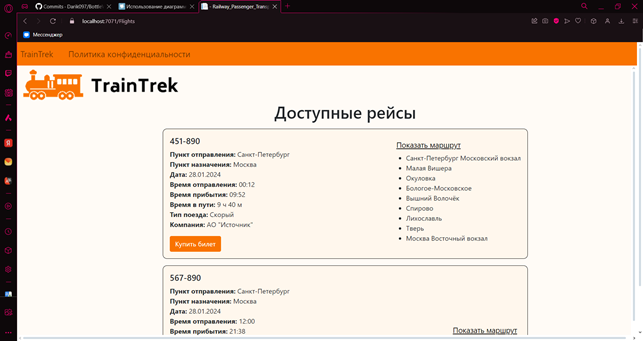 Commits · Danil097/Bottle
Использование диаграмм
- Railway_Passenger_Trans
localhost:7071/Flights
Мессенджер
TrainTrek
Политика конфиденциальности
TrainTrek
Доступные рейсы
451-890
Пункт отправления: Санкт-Петербург
Пункт назначения: Москва
Дата: 28.01.2024
Время отправления: 00:12
Время прибытия: 09:52
Время в пути: 9 ч 40 м
Тип поезда: Скорый
Компания: АО "Источник"
Купить билет
Показать маршрут
Санкт-Петербург Московский вокзал
Малая Вишера
Окуловка
Бологое-Московское
Вышний Волочёк
Спирово
Лихославль
Тверь
Москва Восточный вокзал
567-890
Пункт отправления: Санкт-Петербург
Пункт назначения: Москва
Дата: 28.01.2024
Время отправления: 12:00
Время прибытия: 21:38
Показать маршрут